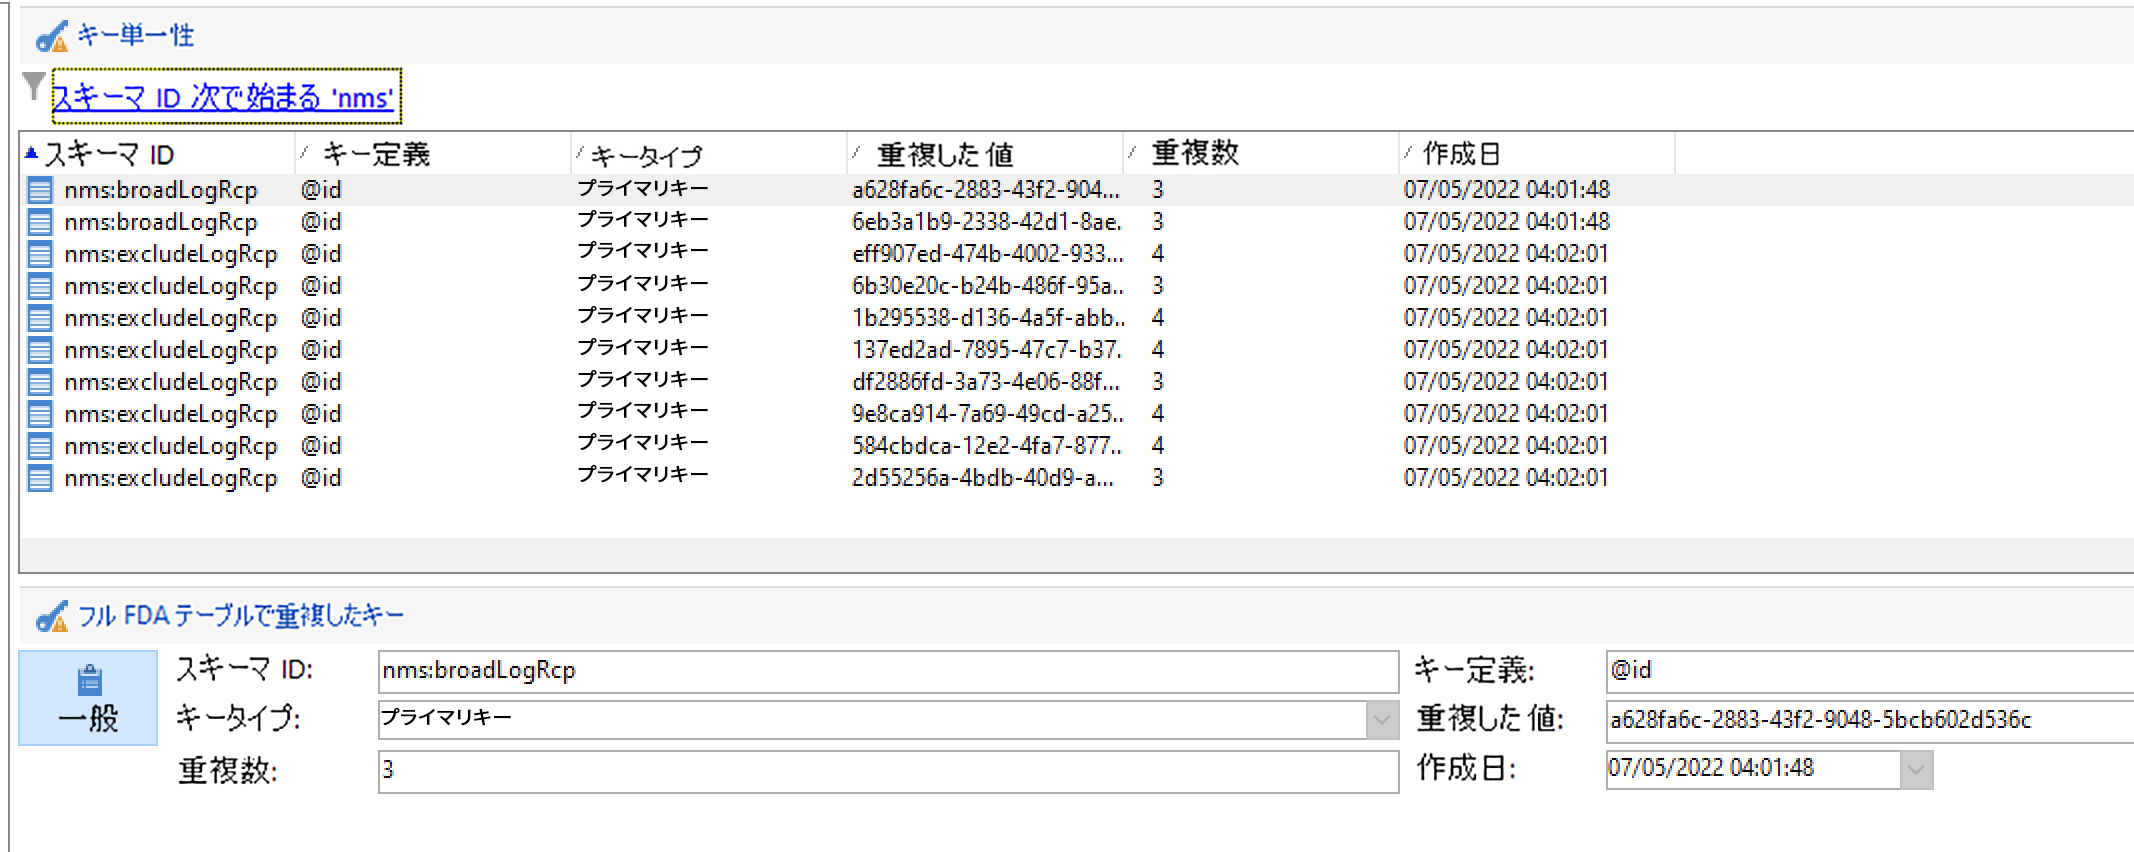 キー単一性
スキーマ ID 次で始まる 'nms'
スキーマ ID キー定義 キータイプ 重複した値 重複数 作成日
nms:broadLogRcp @id プライマリキー a628fa6c-2883-43f2-904... 3 07/05/2022 04:01:48
nms:broadLogRcp @id プライマリキー 6eb3a1b9-2338-42d1-8ae.. 3 07/05/2022 04:01:48
nms:excludeLogRcp @id プライマリキー eff907ed-474b-4002-933... 4 07/05/2022 04:02:01
nms:excludeLogRcp @id プライマリキー 6b30e20c-b24b-486f-95a.. 3 07/05/2022 04:02:01
nms:excludeLogRcp @id プライマリキー 1b295538-d136-4a5f-abb.. 4 07/05/2022 04:02:01
nms:excludeLogRcp @id プライマリキー 137ed2ad-7895-47c7-b37.. 4 07/05/2022 04:02:01
nms:excludeLogRcp @id プライマリキー df2886fd-3a73-4e06-88f... 3 07/05/2022 04:02:01
nms:excludeLogRcp @id プライマリキー 9e8ca914-7a69-49cd-a25.. 4 07/05/2022 04:02:01
nms:excludeLogRcp @id プライマリキー 584cbdca-12e2-4fa7-877... 4 07/05/2022 04:02:01
nms:excludeLogRcp @id プライマリキー 2d55256a-4bdb-40d9-a... 3 07/05/2022 04:02:01
フル FDA テーブルで重複したキー
一般
スキーマ ID: nms:broadLogRcp キー定義: @id
キータイプ: プライマリキー 重複した値: a628fa6c-2883-43f2-9048-5bcb602d536c
重複数: 3 作成日: 07/05/2022 04:01:48